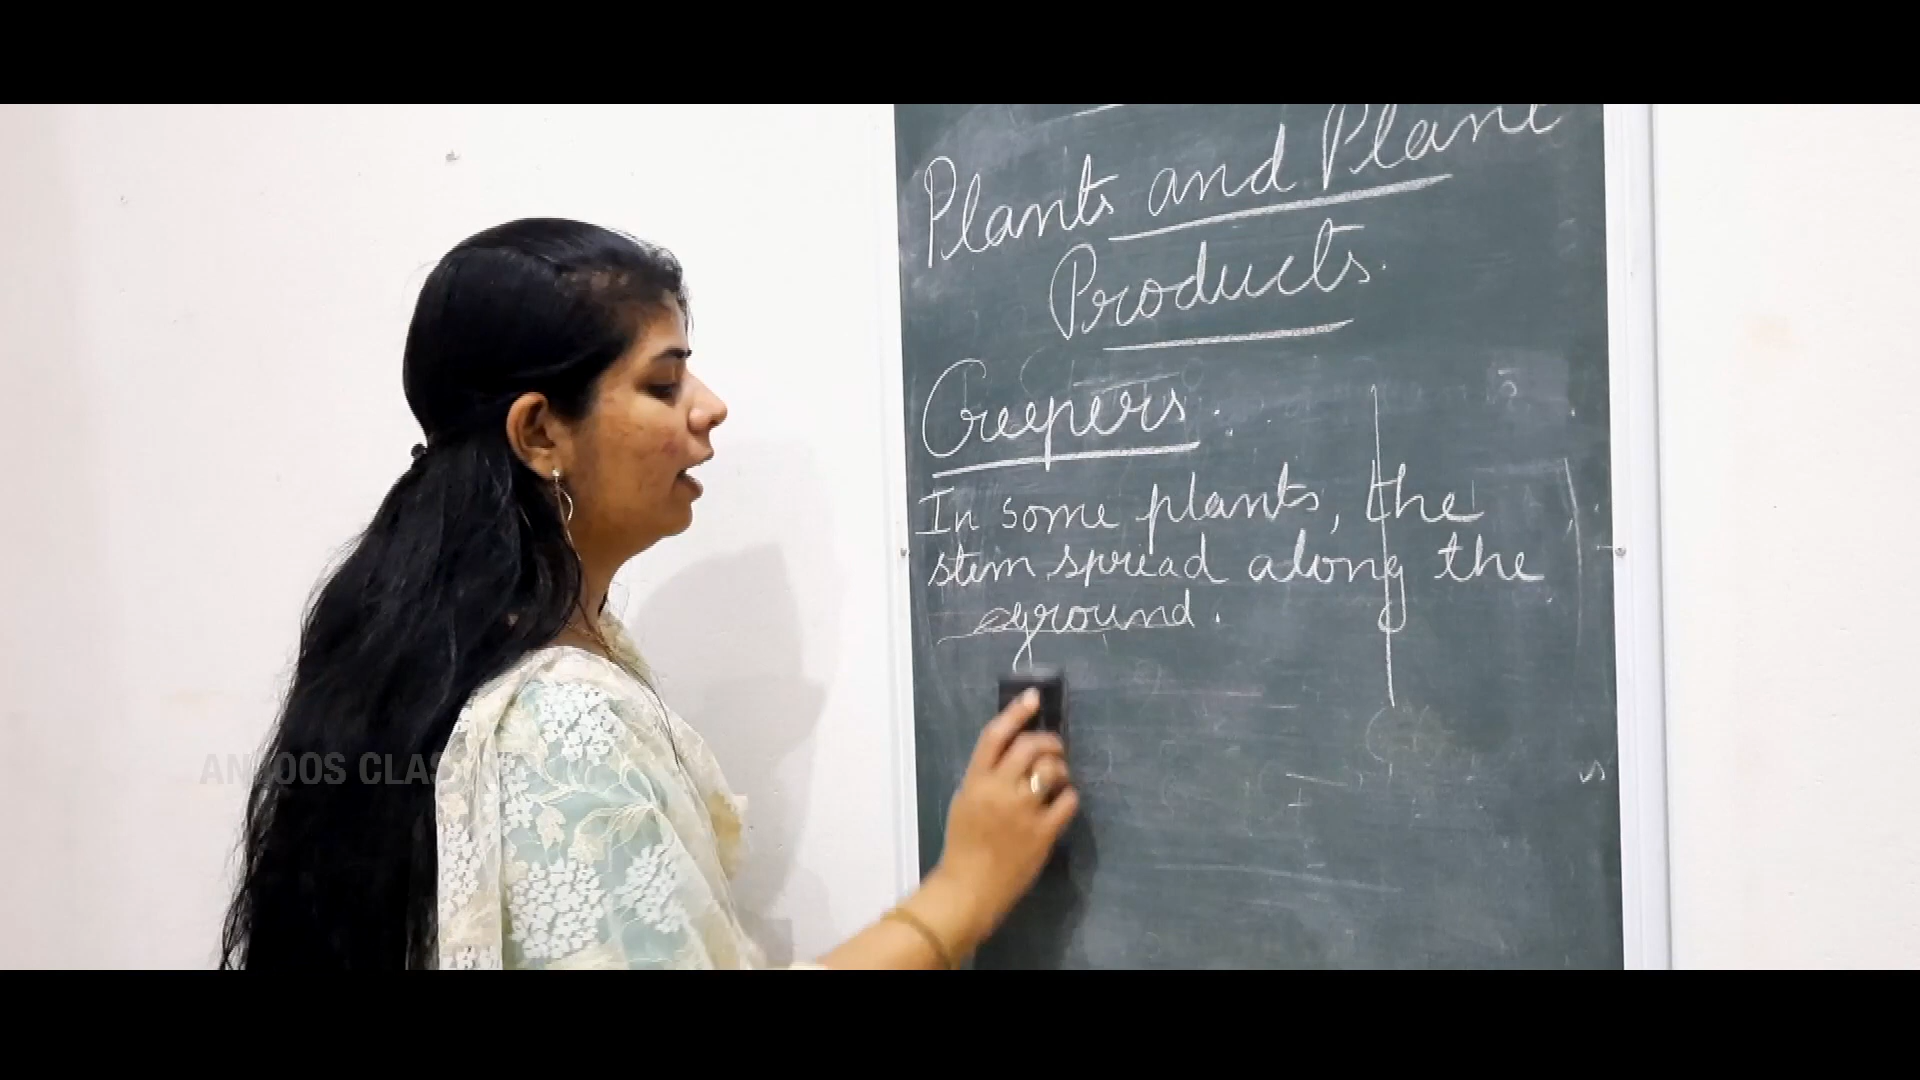 Plants and Plant
Products.
Creepers.
In some plants, the
stem spread along the
ground.